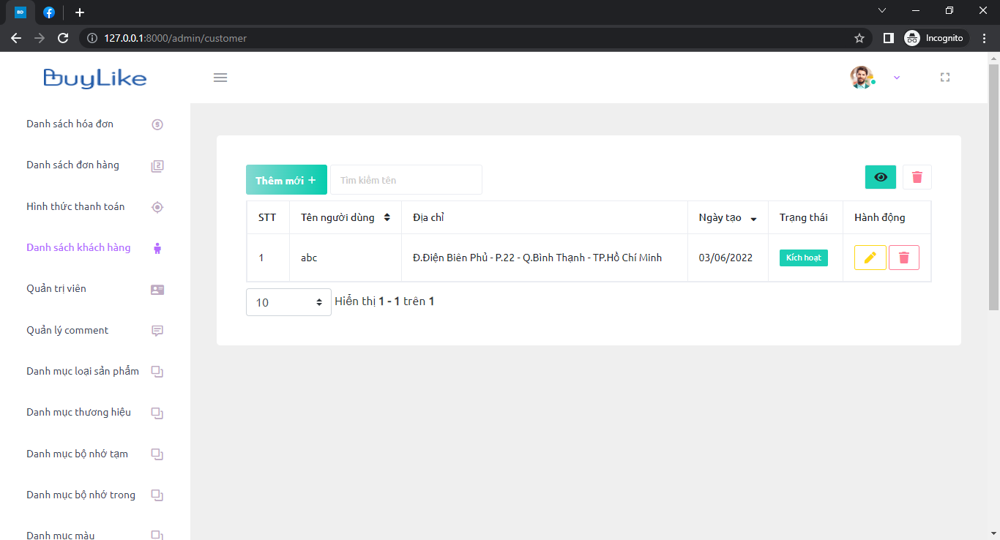 BD
127.0.0.1:8000/admin/customer
Incognito
BuyLike
Danh sách hóa đơn
Danh sách đơn hàng
2
Hình thức thanh toán
Danh sách khách hàng
Quản trị viên
Quản lý comment
Danh mục loại sản phẩm
Danh mục thương hiệu
Danh mục bộ nhớ tạm
Danh mục bộ nhớ trong
Danh mục màu
Thêm mới +
Tìm kiếm tên
STT Tên người dùng Địa chỉ Ngày tạo Trạng thái Hành động
1 abc Đ.Điện Biên Phủ - P.22 - Q.Bình Thạnh - TP.Hồ Chí Minh 03/06/2022 Kích hoạt
10 Hiển thị 1 - 1 trên 1